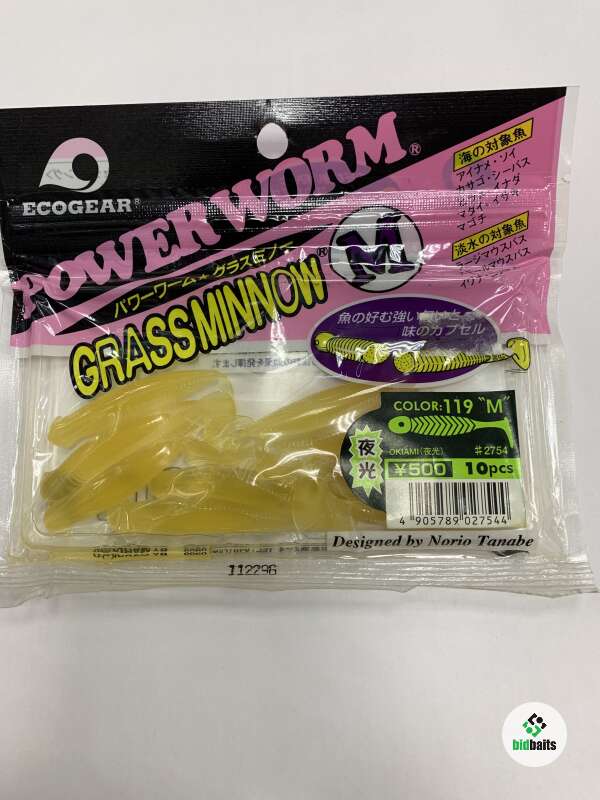 ECOGEAR®
POWER WORM®
パワーワーム・グラスミノー
GRASSMINNOW®
M
海の対象魚
アイナメ・ソイ
カサゴ・シーバス
マゴチ
淡水の対象魚
魚の好む強い
味のカプセル
夜光
COLOR:119 "M"
OKIAMI(夜光) #2754
¥500 10pcs
4 905789 027544
Designed by Norio Tanabe
112296
bidbaits